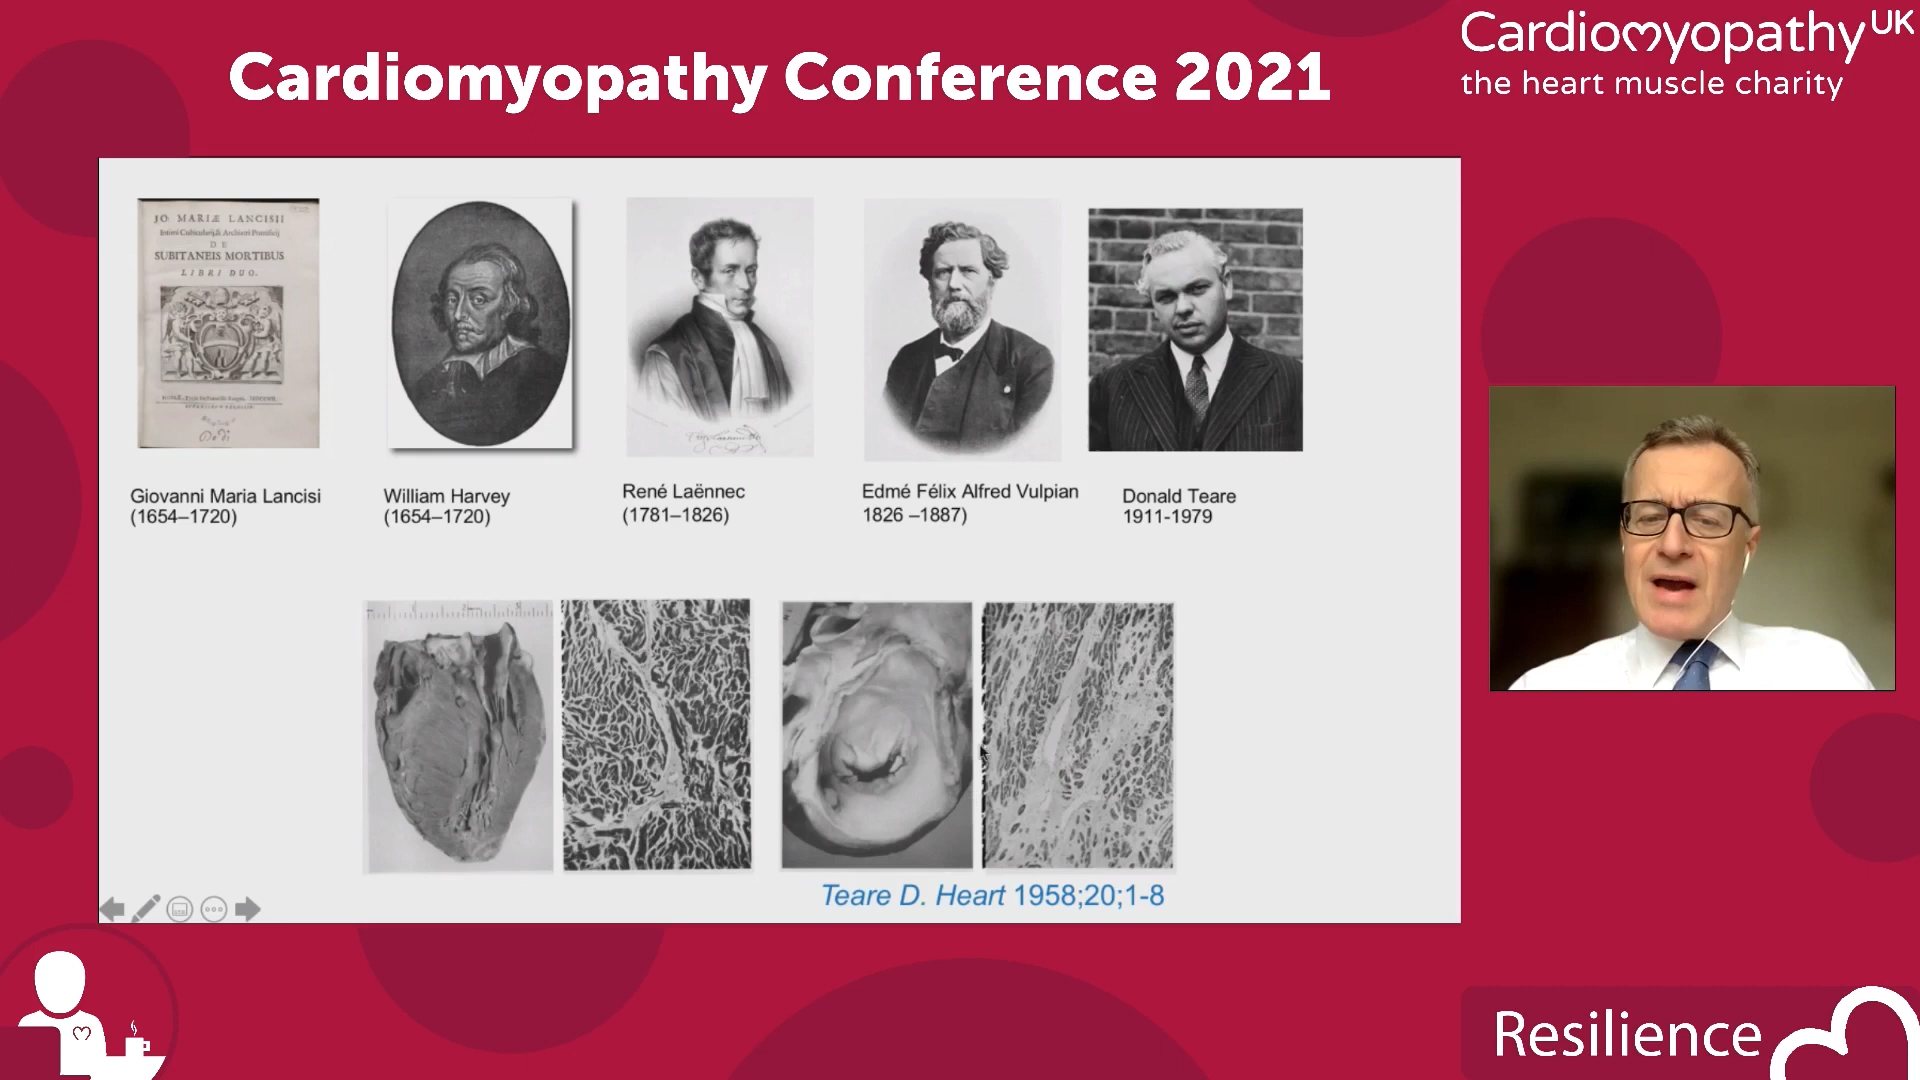 Cardiomyopathy Conference 2021
Cardiomyopathy UK
the heart muscle charity
JO: MARIÆ LANCISII
DE
SUBITANEIS MORTIBUS
LIBRI DUO.
Giovanni Maria Lancisi
(1654–1720)
William Harvey
(1654–1720)
René Laënnec
(1781–1826)
Edmé Félix Alfred Vulpian
1826 –1887)
Donald Teare
1911-1979
Teare D. Heart 1958;20;1-8
Resilience